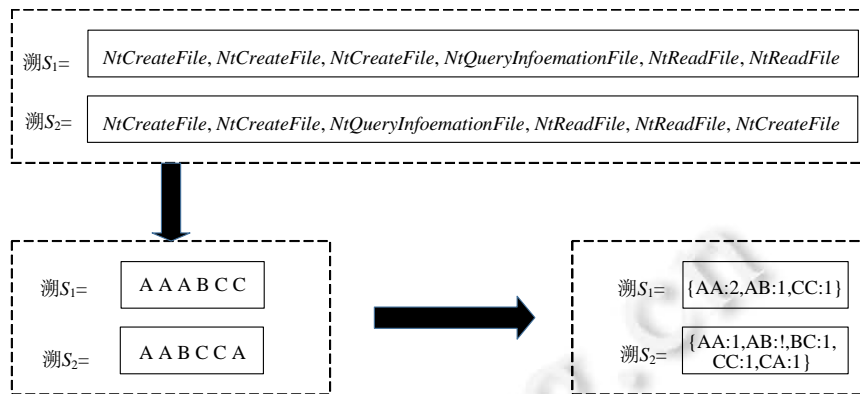 溯S₁= NtCreateFile, NtCreateFile, NtCreateFile, NtQueryInfoemationFile, NtReadFile, NtReadFile
溯S₂= NtCreateFile, NtCreateFile, NtQueryInfoemationFile, NtReadFile, NtReadFile, NtCreateFile
溯S₁= A A A B C C
溯S₂= A A B C C A
溯S₁= {AA:2,AB:1,CC:1}
溯S₂= {AA:1,AB:!,BC:1,
CC:1,CA:1}